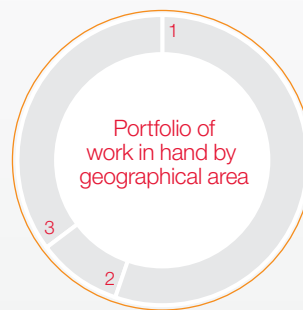 1
Portfolio of
work in hand by
geographical area
3
2